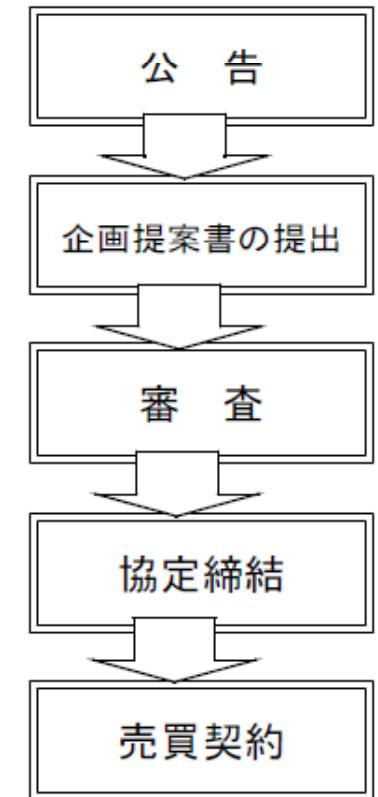 公　告
企画提案書の提出
審　査
協定締結
売買契約